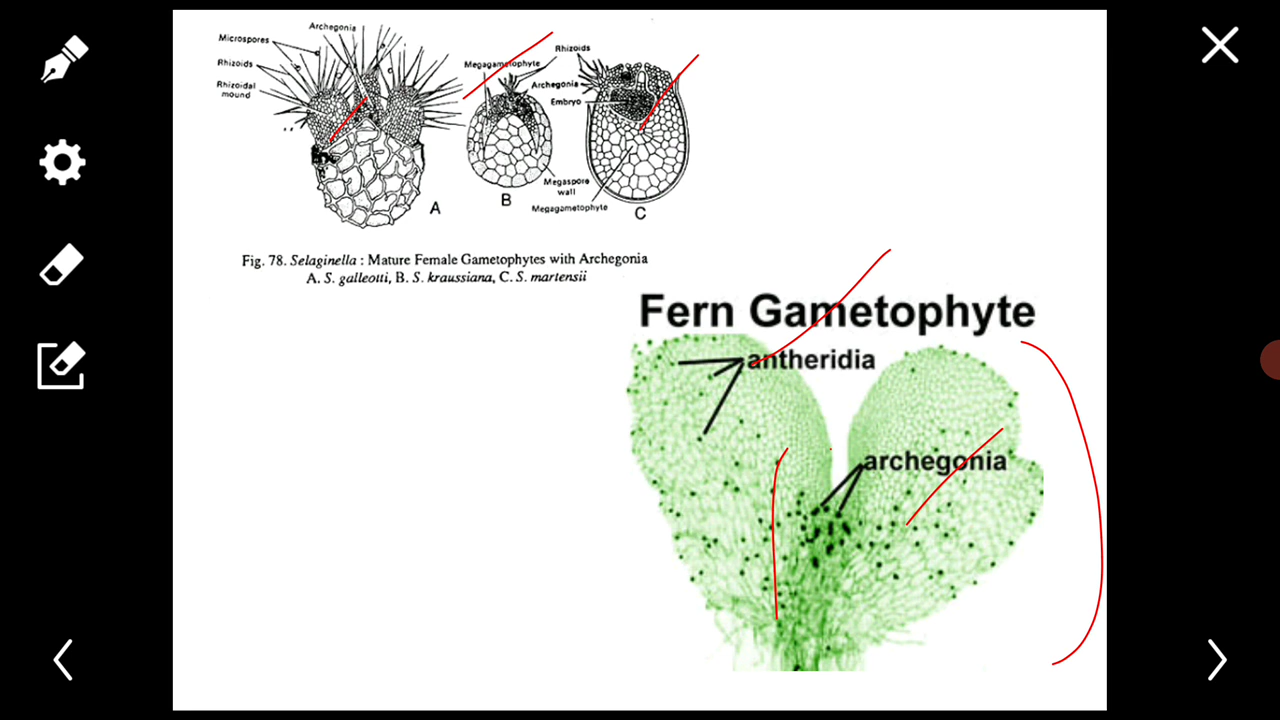 Archegonia
Microspores
Rhizoids
Rhizoidal
mound
A
Megagametophyte
Rhizoids
Archegonia
Embryo
Megaspore
wall
Megagametophyte
B
C
Fig. 78. Selaginella : Mature Female Gametophytes with Archegonia
A. S. galleotti, B. S. kraussiana, C. S. martensii
Fern Gametophyte
antheridia
archegonia